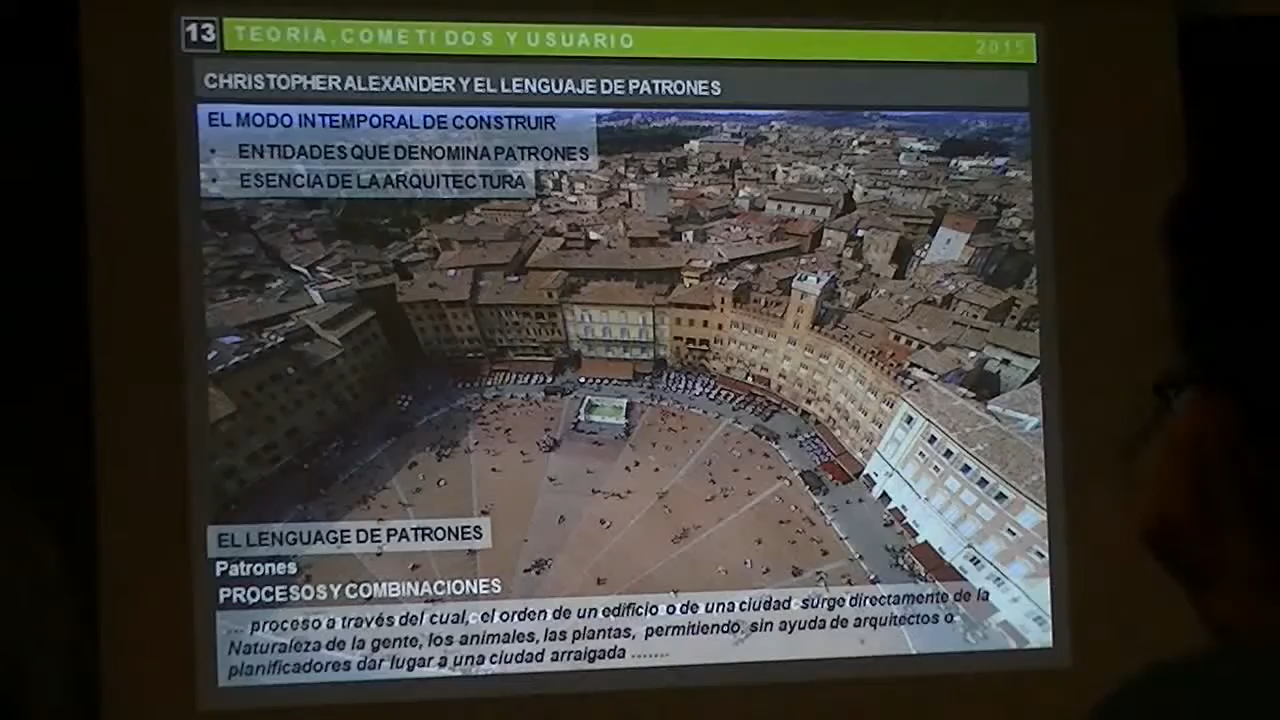 13 TEORIA, COMETIDOS Y USUARIO 2015
CHRISTOPHER ALEXANDER Y EL LENGUAJE DE PATRONES
EL MODO INTEMPORAL DE CONSTRUIR
• ENTIDADES QUE DENOMINA PATRONES
• ESENCIA DE LA ARQUITECTURA
EL LENGUAGE DE PATRONES
Patrones
PROCESOS Y COMBINACIONES
... proceso a través del cual, el orden de un edificio o de una ciudad surge directamente de la
Naturaleza de la gente, los animales, las plantas, permitiendo, sin ayuda de arquitectos o
planificadores dar lugar a una ciudad arraigada .......